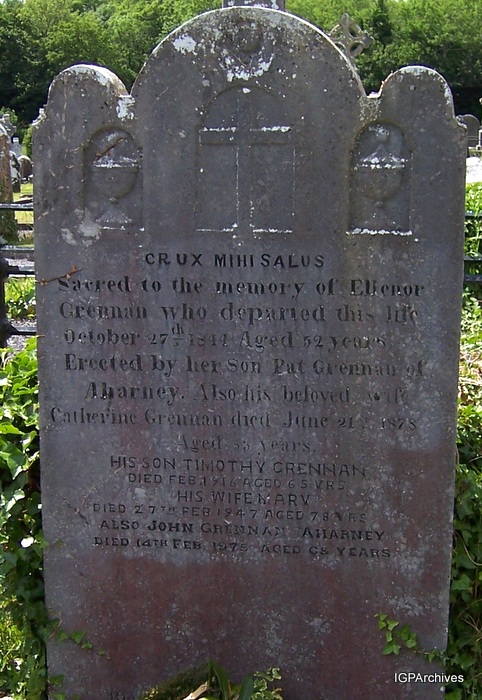 CRUX MIHI SALUS
Sacred to the memory of Ellenor
Grennan who departed this life
October 27th 1844 Aged 52 years
Erected by her Son Pat Grennan of
Aharney. Also his beloved wife
Catherine Grennan died June 21st 1878
Aged years.
HIS SON TIMOTHY GRENNAN
DIED FEB. 1916 AGED 65 YRS
HIS WIFE MARY
DIED 27TH FEB 1947 AGED 78 YRS
ALSO JOHN GRENNAN AHARNEY
DIED 14TH FEB. 1975 AGED 68 YEARS
IGPArchives